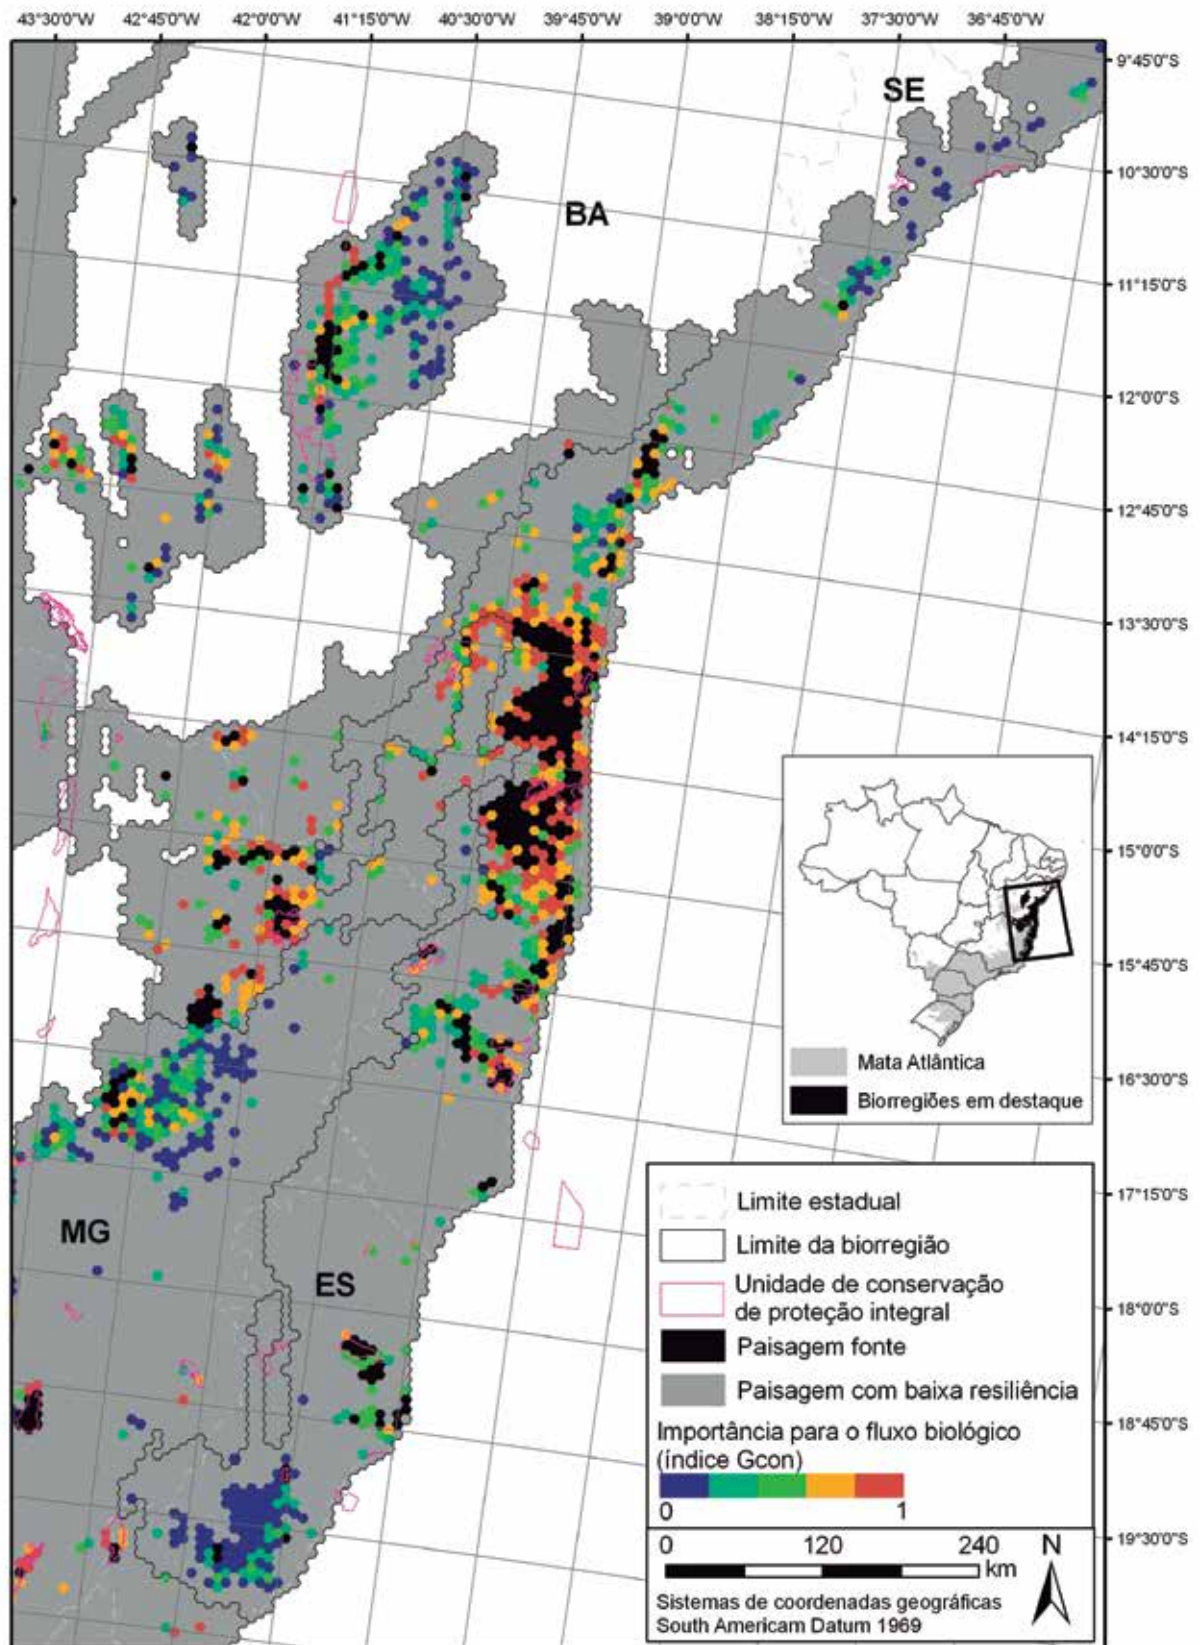 43°30'0"W 42°45'0"W 42°0'0"W 41°15'0"W 40°30'0"W 39°45'0"W 39°0'0"W 38°15'0"W 37°30'0"W 36°45'0"W
9°45'0"S
SE
10°30'0"S
BA
11°15'0"S
12°0'0"S
12°45'0"S
13°30'0"S
14°15'0"S
15°0'0"S
15°45'0"S
Mata Atlântica
16°30'0"S
Biorregiões em destaque
17°15'0"S
MG
ES
Limite estadual
Limite da biorregião
Unidade de conservação
de proteção integral
18°0'0"S
Paisagem fonte
Paisagem com baixa resiliência
18°45'0"S
Importância para o fluxo biológico
(índice Gcon)
0 1
19°30'0"S
0 120 240
km
N
Sistemas de coordenadas geográficas
South Americam Datum 1969